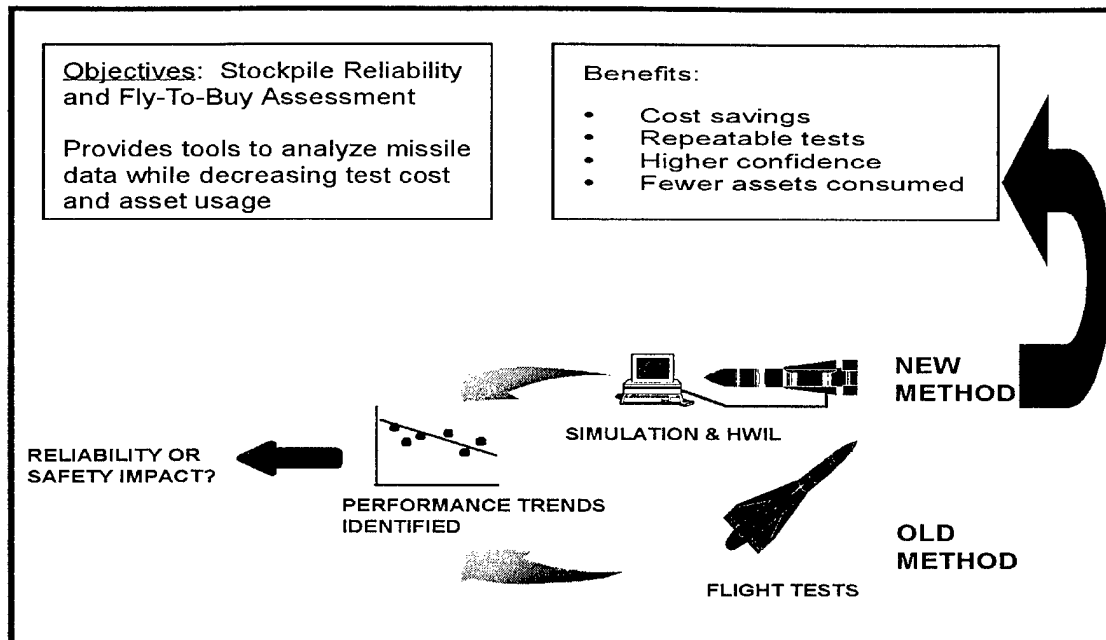 Objectives: Stockpile Reliability
and Fly-To-Buy Assessment
Provides tools to analyze missile
data while decreasing test cost
and asset usage
Benefits:
• Cost savings
• Repeatable tests
• Higher confidence
• Fewer assets consumed
NEW
METHOD
SIMULATION & HWIL
RELIABILITY OR
SAFETY IMPACT?
PERFORMANCE TRENDS
IDENTIFIED
OLD
METHOD
FLIGHT TESTS